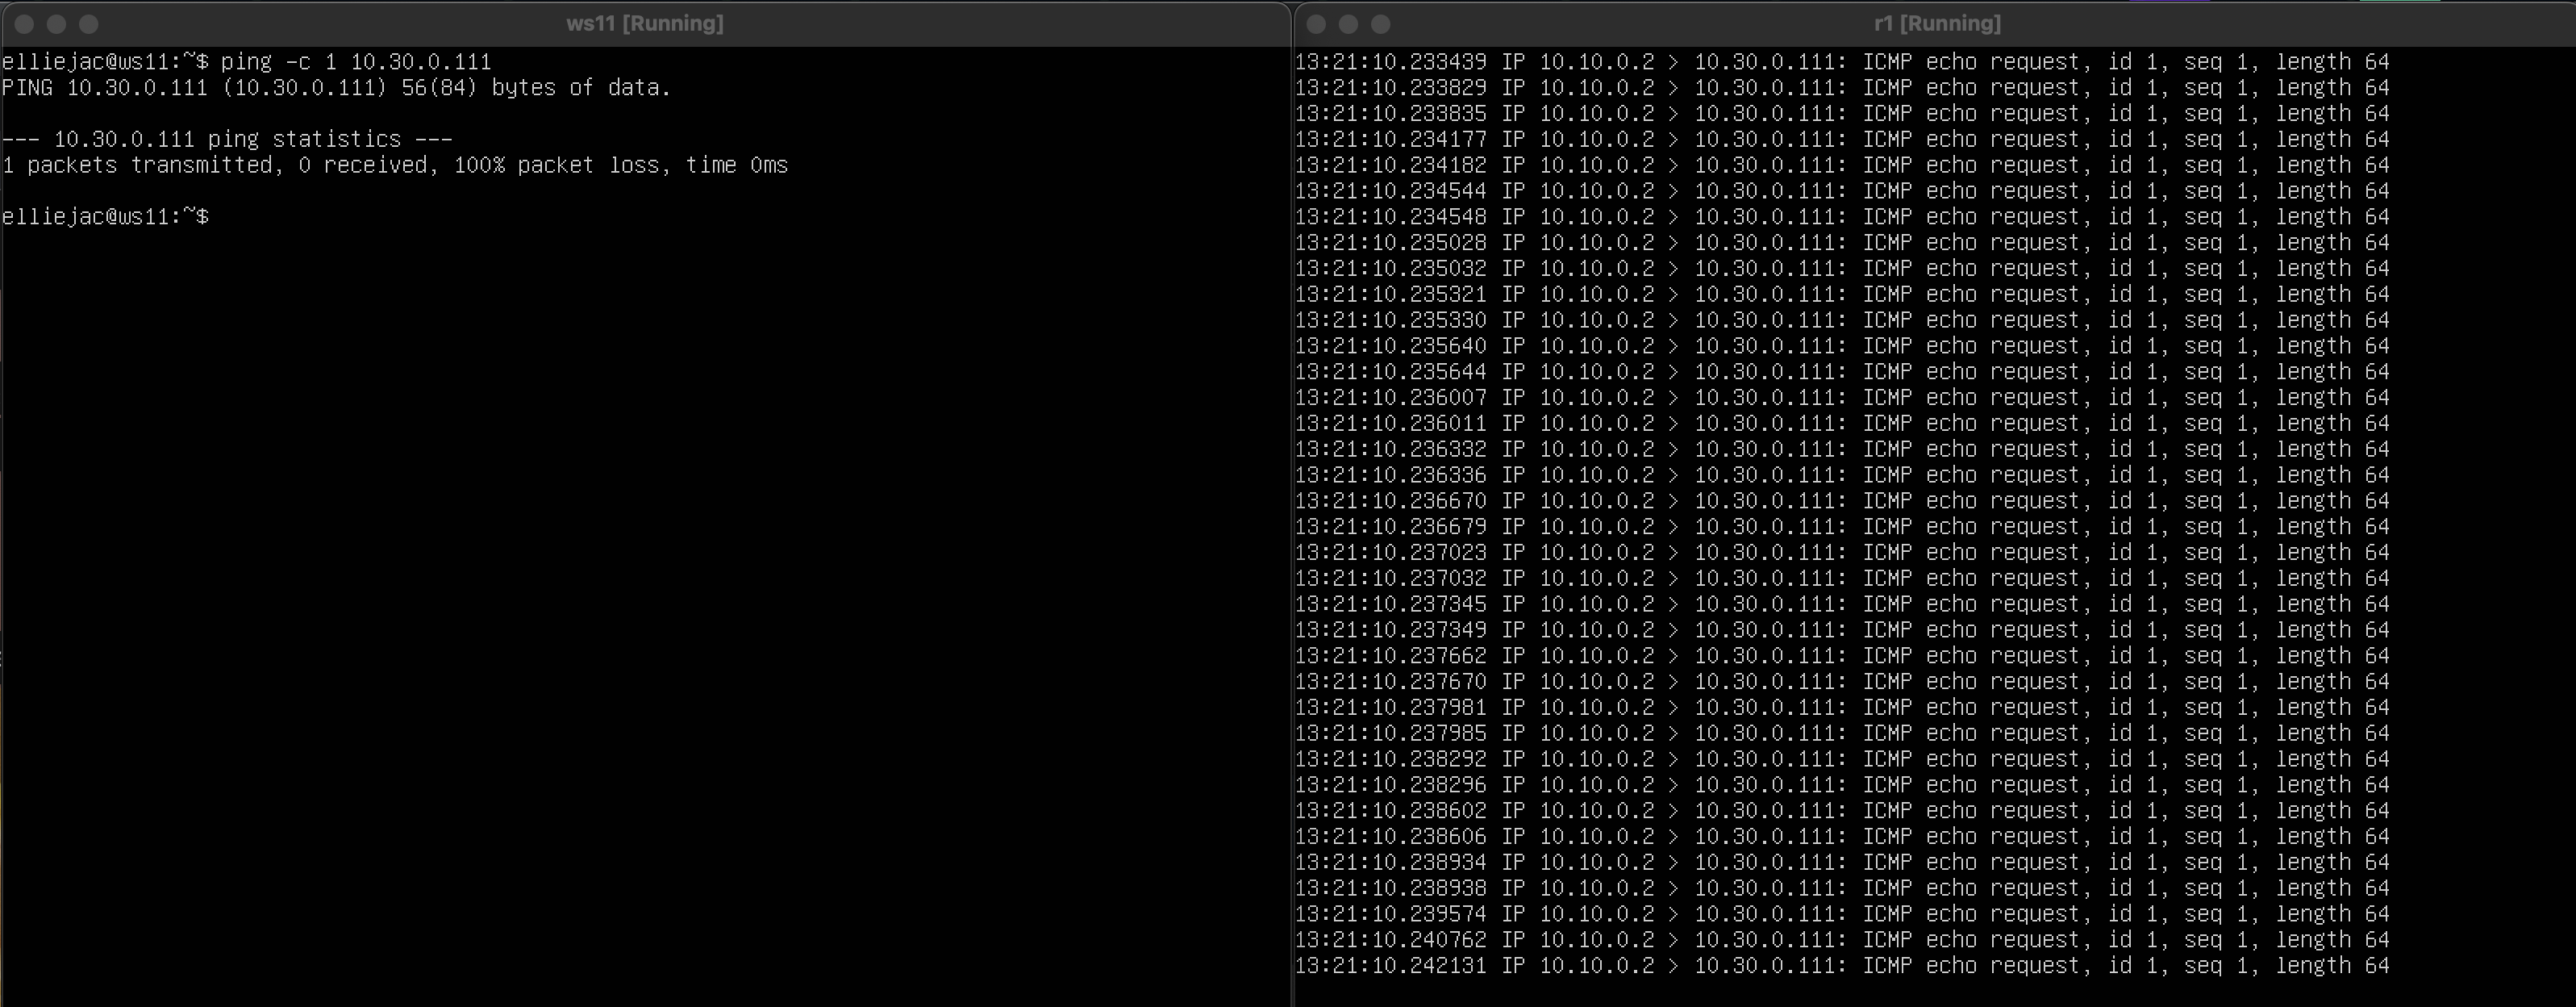 ws11 [Running]
elliejac@ws11:~$ ping -c 1 10.30.0.111
PING 10.30.0.111 (10.30.0.111) 56(84) bytes of data.
--- 10.30.0.111 ping statistics ---
1 packets transmitted, 0 received, 100% packet loss, time 0ms
elliejac@ws11:~$
r1 [Running]
13:21:10.233439 IP 10.10.0.2 > 10.30.0.111: ICMP echo request, id 1, seq 1, length 64
13:21:10.233829 IP 10.10.0.2 > 10.30.0.111: ICMP echo request, id 1, seq 1, length 64
13:21:10.233835 IP 10.10.0.2 > 10.30.0.111: ICMP echo request, id 1, seq 1, length 64
13:21:10.234177 IP 10.10.0.2 > 10.30.0.111: ICMP echo request, id 1, seq 1, length 64
13:21:10.234182 IP 10.10.0.2 > 10.30.0.111: ICMP echo request, id 1, seq 1, length 64
13:21:10.234544 IP 10.10.0.2 > 10.30.0.111: ICMP echo request, id 1, seq 1, length 64
13:21:10.234548 IP 10.10.0.2 > 10.30.0.111: ICMP echo request, id 1, seq 1, length 64
13:21:10.235028 IP 10.10.0.2 > 10.30.0.111: ICMP echo request, id 1, seq 1, length 64
13:21:10.235032 IP 10.10.0.2 > 10.30.0.111: ICMP echo request, id 1, seq 1, length 64
13:21:10.235321 IP 10.10.0.2 > 10.30.0.111: ICMP echo request, id 1, seq 1, length 64
13:21:10.235330 IP 10.10.0.2 > 10.30.0.111: ICMP echo request, id 1, seq 1, length 64
13:21:10.235640 IP 10.10.0.2 > 10.30.0.111: ICMP echo request, id 1, seq 1, length 64
13:21:10.235644 IP 10.10.0.2 > 10.30.0.111: ICMP echo request, id 1, seq 1, length 64
13:21:10.236007 IP 10.10.0.2 > 10.30.0.111: ICMP echo request, id 1, seq 1, length 64
13:21:10.236011 IP 10.10.0.2 > 10.30.0.111: ICMP echo request, id 1, seq 1, length 64
13:21:10.236332 IP 10.10.0.2 > 10.30.0.111: ICMP echo request, id 1, seq 1, length 64
13:21:10.236336 IP 10.10.0.2 > 10.30.0.111: ICMP echo request, id 1, seq 1, length 64
13:21:10.236670 IP 10.10.0.2 > 10.30.0.111: ICMP echo request, id 1, seq 1, length 64
13:21:10.236679 IP 10.10.0.2 > 10.30.0.111: ICMP echo request, id 1, seq 1, length 64
13:21:10.237023 IP 10.10.0.2 > 10.30.0.111: ICMP echo request, id 1, seq 1, length 64
13:21:10.237032 IP 10.10.0.2 > 10.30.0.111: ICMP echo request, id 1, seq 1, length 64
13:21:10.237345 IP 10.10.0.2 > 10.30.0.111: ICMP echo request, id 1, seq 1, length 64
13:21:10.237349 IP 10.10.0.2 > 10.30.0.111: ICMP echo request, id 1, seq 1, length 64
13:21:10.237662 IP 10.10.0.2 > 10.30.0.111: ICMP echo request, id 1, seq 1, length 64
13:21:10.237670 IP 10.10.0.2 > 10.30.0.111: ICMP echo request, id 1, seq 1, length 64
13:21:10.237981 IP 10.10.0.2 > 10.30.0.111: ICMP echo request, id 1, seq 1, length 64
13:21:10.237985 IP 10.10.0.2 > 10.30.0.111: ICMP echo request, id 1, seq 1, length 64
13:21:10.238292 IP 10.10.0.2 > 10.30.0.111: ICMP echo request, id 1, seq 1, length 64
13:21:10.238296 IP 10.10.0.2 > 10.30.0.111: ICMP echo request, id 1, seq 1, length 64
13:21:10.238602 IP 10.10.0.2 > 10.30.0.111: ICMP echo request, id 1, seq 1, length 64
13:21:10.238606 IP 10.10.0.2 > 10.30.0.111: ICMP echo request, id 1, seq 1, length 64
13:21:10.238934 IP 10.10.0.2 > 10.30.0.111: ICMP echo request, id 1, seq 1, length 64
13:21:10.238938 IP 10.10.0.2 > 10.30.0.111: ICMP echo request, id 1, seq 1, length 64
13:21:10.239574 IP 10.10.0.2 > 10.30.0.111: ICMP echo request, id 1, seq 1, length 64
13:21:10.240762 IP 10.10.0.2 > 10.30.0.111: ICMP echo request, id 1, seq 1, length 64
13:21:10.242131 IP 10.10.0.2 > 10.30.0.111: ICMP echo request, id 1, seq 1, length 64